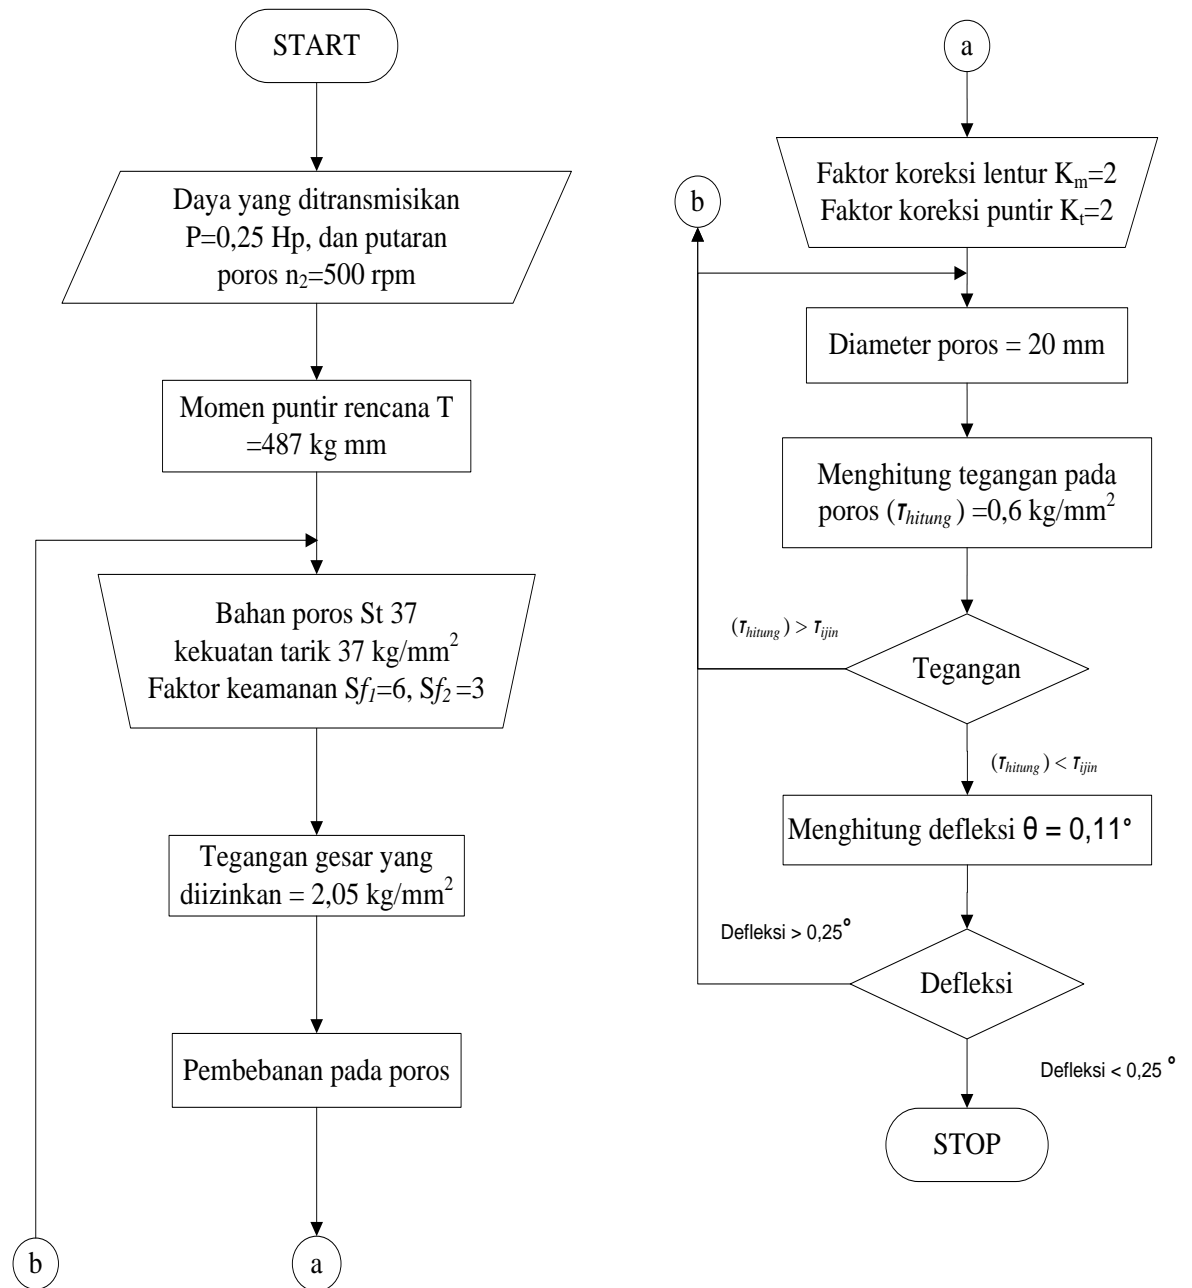 START
Daya yang ditransmisikan
P=0,25 Hp, dan putaran
poros n₂=500 rpm
Momen puntir rencana T
=487 kg mm
Bahan poros St 37
kekuatan tarik 37 kg/mm²
Faktor keamanan Sf₁=6, Sf₂=3
Tegangan gesar yang
diizinkan = 2,05 kg/mm²
Pembebanan pada poros
b
a
a
b
Faktor koreksi lentur Kₘ=2
Faktor koreksi puntir Kₜ=2
Diameter poros = 20 mm
Menghitung tegangan pada
poros (τhitung) =0,6 kg/mm²
(τhitung) > τijin
Tegangan
(τhitung) < τijin
Menghitung defleksi θ = 0,11°
Defleksi > 0,25°
Defleksi
Defleksi < 0,25 °
STOP